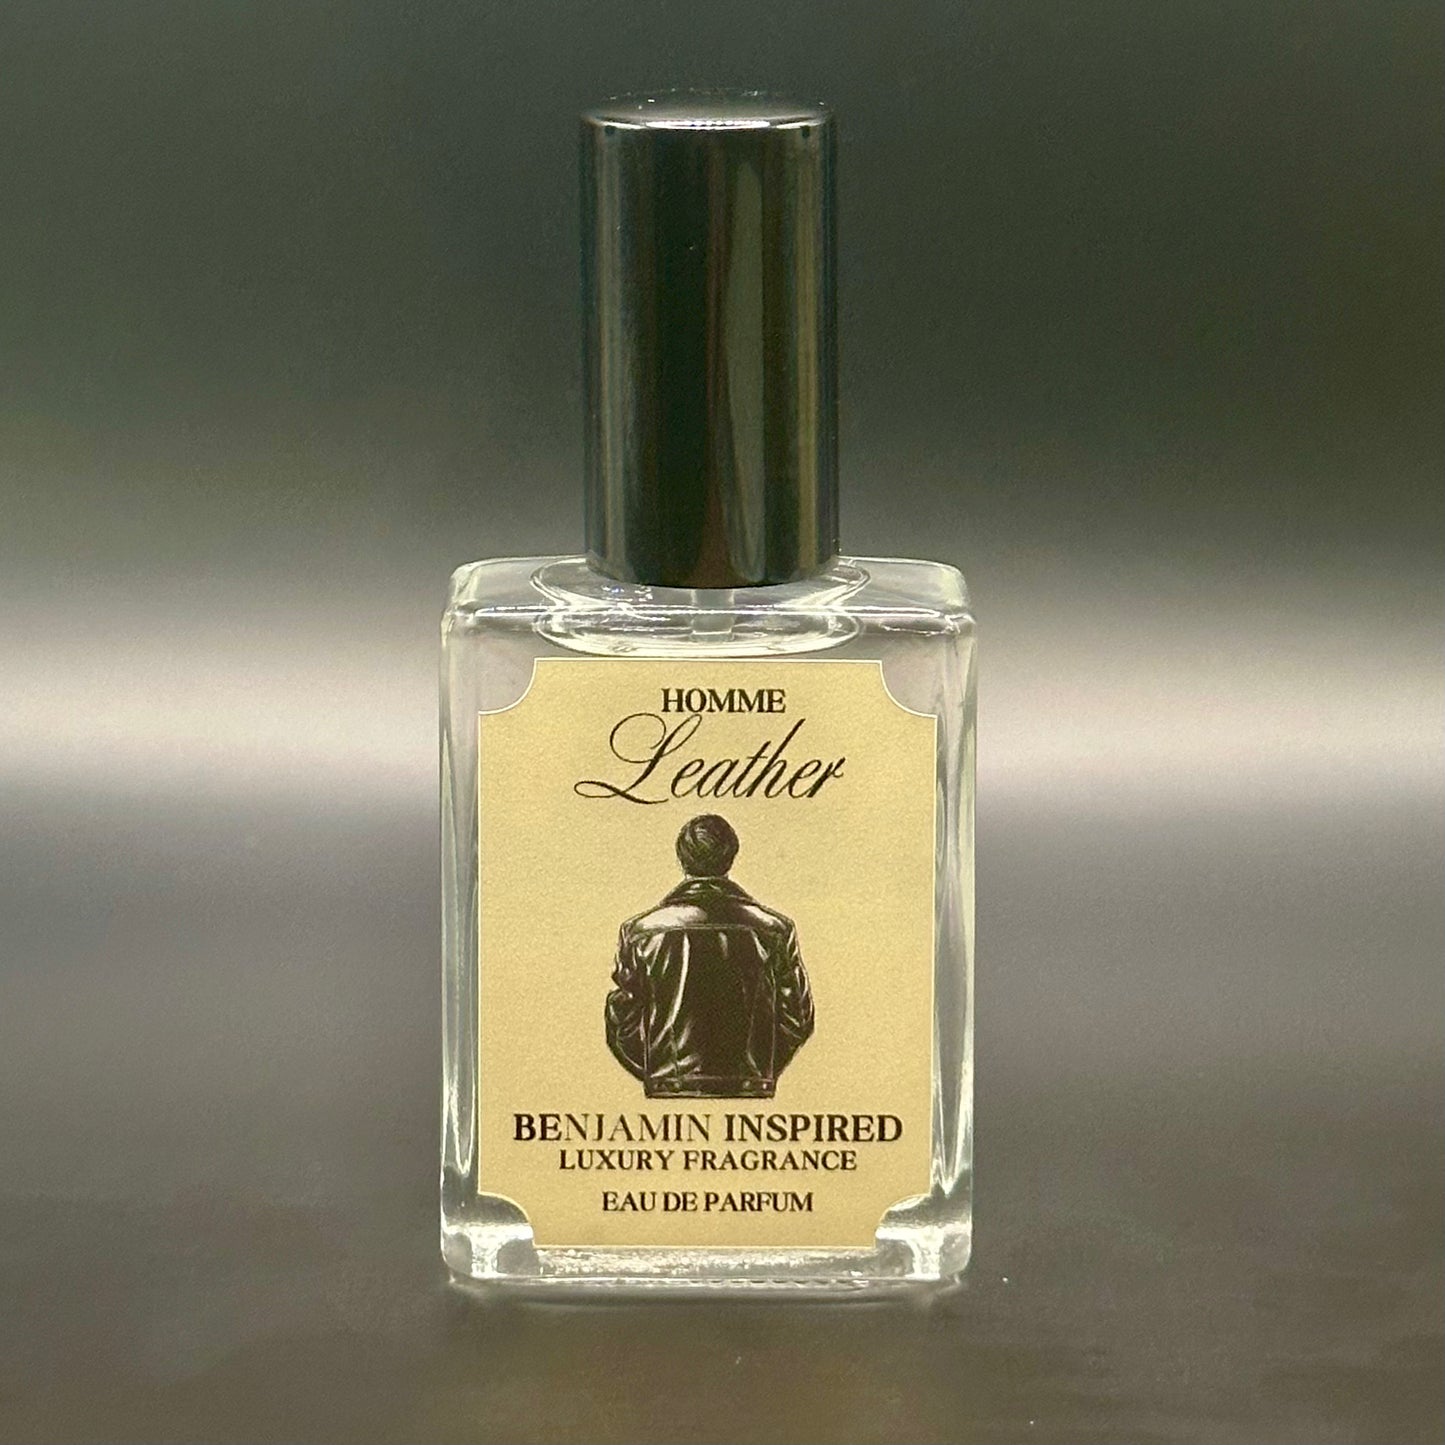 HOMME
Leather
BENJAMIN INSPIRED
LUXURY FRAGRANCE
EAU DE PARFUM